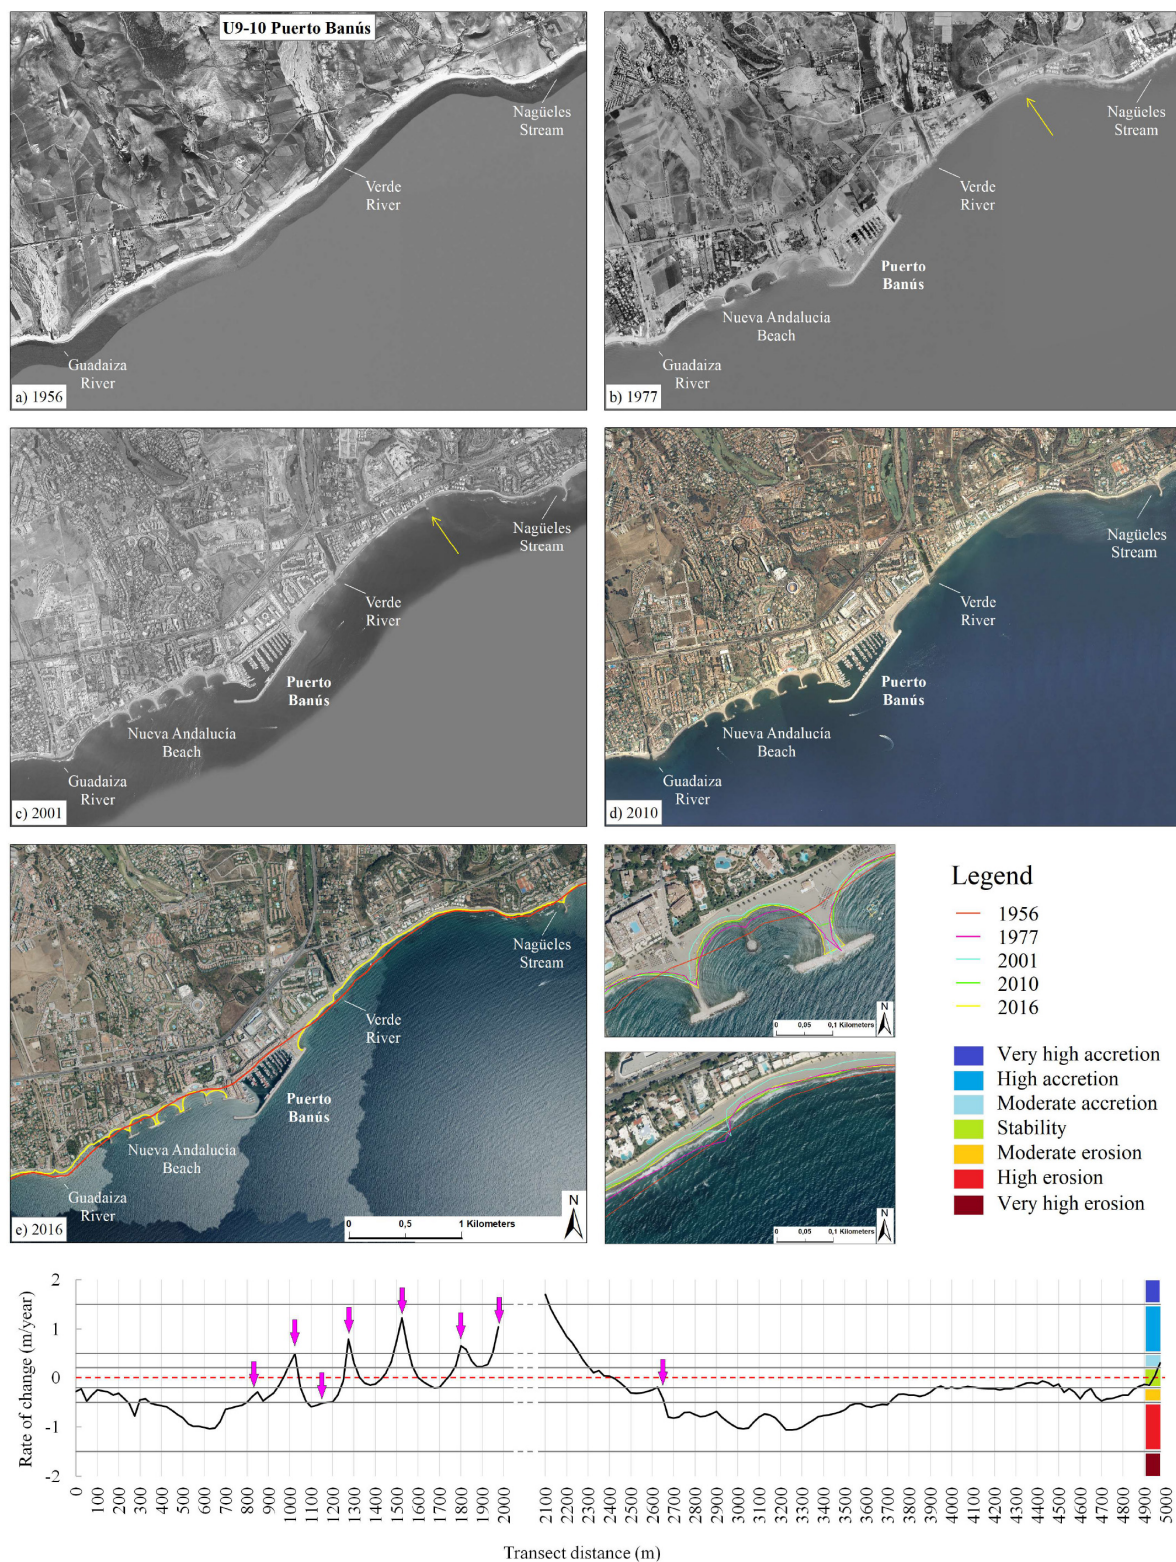 U9-10 Puerto Banús
Nagüeles
Stream
Verde
River
Guadaiza
River
a) 1956
Nagüeles
Stream
Verde
River
Puerto
Banús
Nueva Andalucía
Beach
Guadaiza
River
b) 1977
Nagüeles
Stream
Verde
River
Puerto
Banús
Nueva Andalucía
Beach
Guadaiza
River
c) 2001
Nagüeles
Stream
Verde
River
Puerto
Banús
Nueva Andalucía
Beach
Guadaiza
River
d) 2010
Nagüeles
Stream
Verde
River
Puerto
Banús
Nueva Andalucía
Beach
Guadaiza
River
N
0 0,5 1 Kilometers
e) 2016
N
0 0,05 0,1 Kilometers
N
0 0,05 0,1 Kilometers
Legend
1956
1977
2001
2010
2016
Very high accretion
High accretion
Moderate accretion
Stability
Moderate erosion
High erosion
Very high erosion
Rate of change (m/year)
2
1
0
-1
-2
0 100 200 300 400 500 600 700 800 900 1000 1100 1200 1300 1400 1500 1600 1700 1800 1900 2000 2100 2200 2300 2400 2500 2600 2700 2800 2900 3000 3100 3200 3300 3400 3500 3600 3700 3800 3900 4000 4100 4200 4300 4400 4500 4600 4700 4800 4900 5000
Transect distance (m)